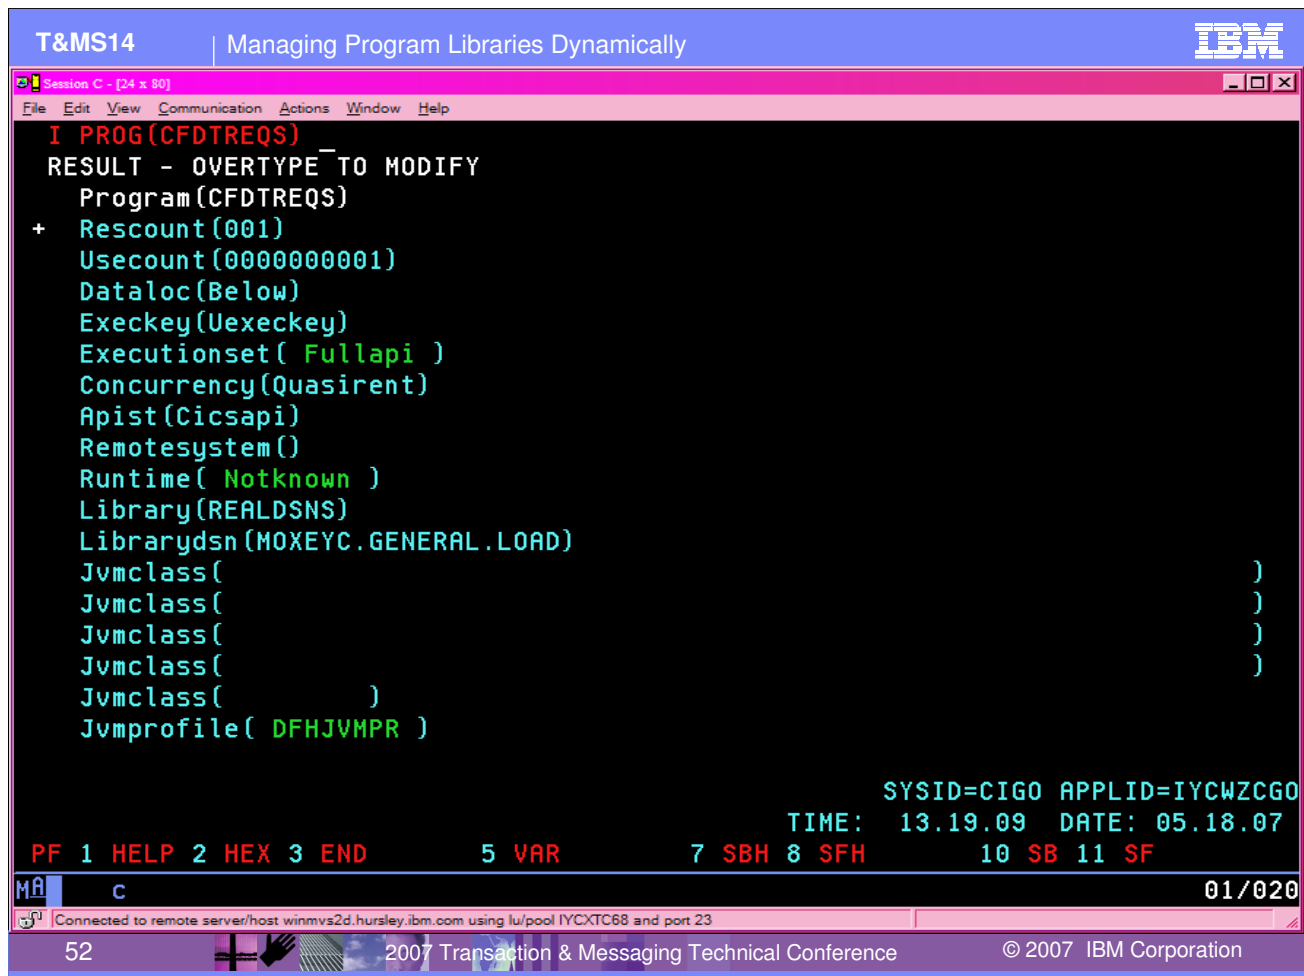 T&MS14 | Managing Program Libraries Dynamically IBM
Session C - [24 x 80]
File Edit View Communication Actions Window Help
I PROG(CFDTREQS) _
RESULT - OVERTYPE TO MODIFY
Program(CFDTREQS)
+ Rescount(001)
Usecount(0000000001)
Dataloc(Below)
Execkey(Uexeckey)
Executionset( Fullapi )
Concurrency(Quasirent)
Apist(Cicsapi)
Remotesystem()
Runtime( Notknown )
Library(REALDSNS)
Librarydsn(MOXEYC.GENERAL.LOAD)
Jvmclass( )
Jvmclass( )
Jvmclass( )
Jvmclass( )
Jvmclass( )
Jvmprofile( DFHJVMPR )
SYSID=CIGO APPLID=IYCWZCGO
TIME: 13.19.09 DATE: 05.18.07
PF 1 HELP 2 HEX 3 END 5 VAR 7 SBH 8 SFH 10 SB 11 SF
MA c 01/020
Connected to remote server/host winmvs2d.hursley.ibm.com using lu/pool IYCXTC68 and port 23
52 2007 Transaction & Messaging Technical Conference © 2007 IBM Corporation